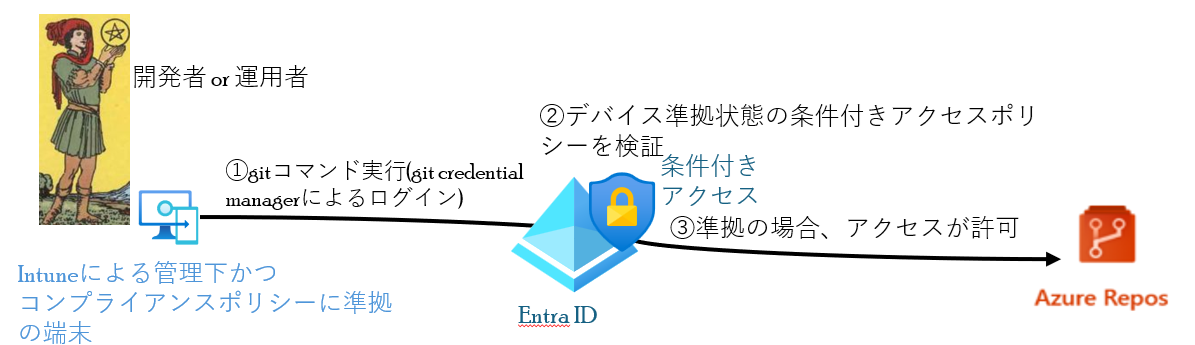 開発者 or 運用者
②デバイス準拠状態の条件付きアクセスポリ
シーを検証
条件付き
アクセス
①gitコマンド実行(git credential
managerによるログイン)
③準拠の場合、アクセスが許可
Intuneによる管理下かつ
コンプライアンスポリシーに準拠
の端末
Entra ID
Azure Repos